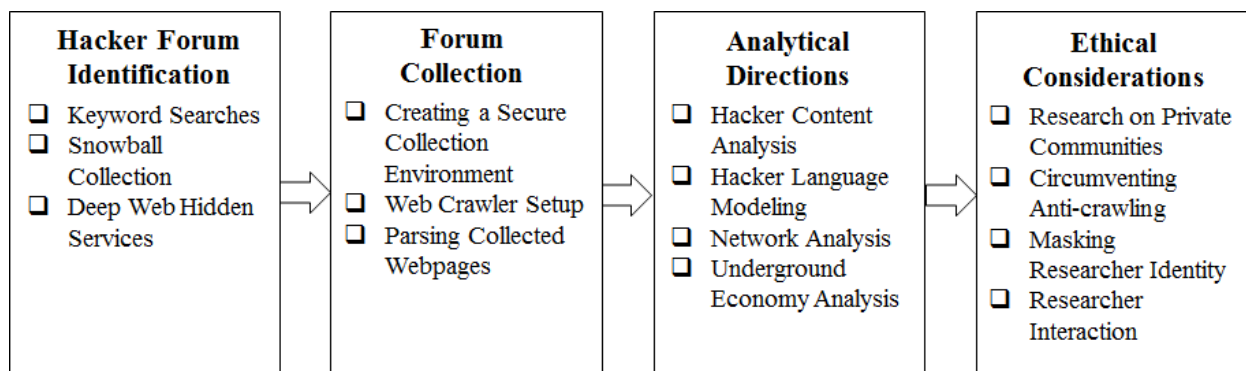 Hacker Forum
Identification
❑ Keyword Searches
❑ Snowball
Collection
❑ Deep Web Hidden
Services
Forum
Collection
❑ Creating a Secure
Collection
Environment
❑ Web Crawler Setup
❑ Parsing Collected
Webpages
Analytical
Directions
❑ Hacker Content
Analysis
❑ Hacker Language
Modeling
❑ Network Analysis
❑ Underground
Economy Analysis
Ethical
Considerations
❑ Research on Private
Communities
❑ Circumventing
Anti-crawling
❑ Masking
Researcher Identity
❑ Researcher
Interaction